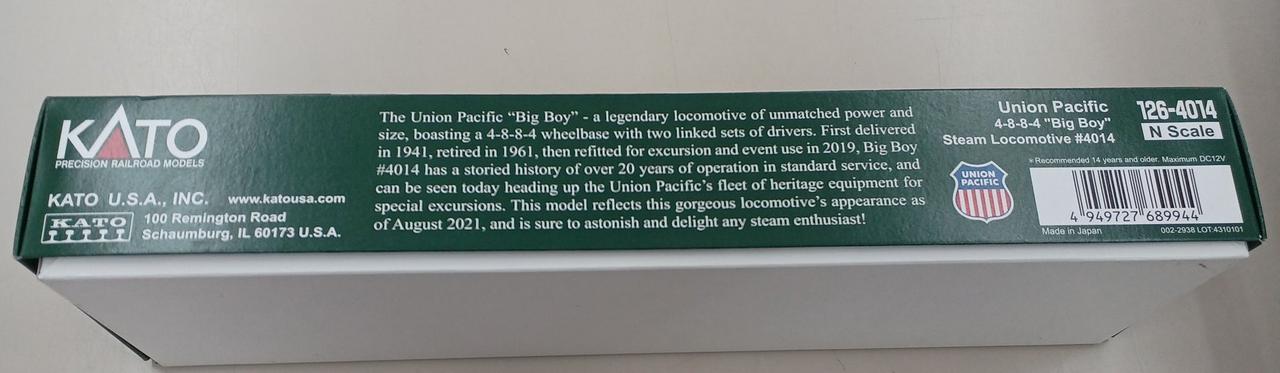 KATO
PRECISION RAILROAD MODELS
KATO U.S.A., INC. www.katousa.com
KATO
100 Remington Road
Schaumburg, IL 60173 U.S.A.
The Union Pacific “Big Boy” - a legendary locomotive of unmatched power and
size, boasting a 4-8-8-4 wheelbase with two linked sets of drivers. First delivered
in 1941, retired in 1961, then refitted for excursion and event use in 2019, Big Boy
#4014 has a storied history of over 20 years of operation in standard service, and
can be seen today heading up the Union Pacific’s fleet of heritage equipment for
special excursions. This model reflects this gorgeous locomotive’s appearance as
of August 2021, and is sure to astonish and delight any steam enthusiast!
Union Pacific
4-8-8-4 "Big Boy"
Steam Locomotive #4014
126-4014
N Scale
*Recommended 14 years and older. Maximum DC12V
UNION
PACIFIC
4 949727 689944
Made in Japan
002-2938 LOT:4310101